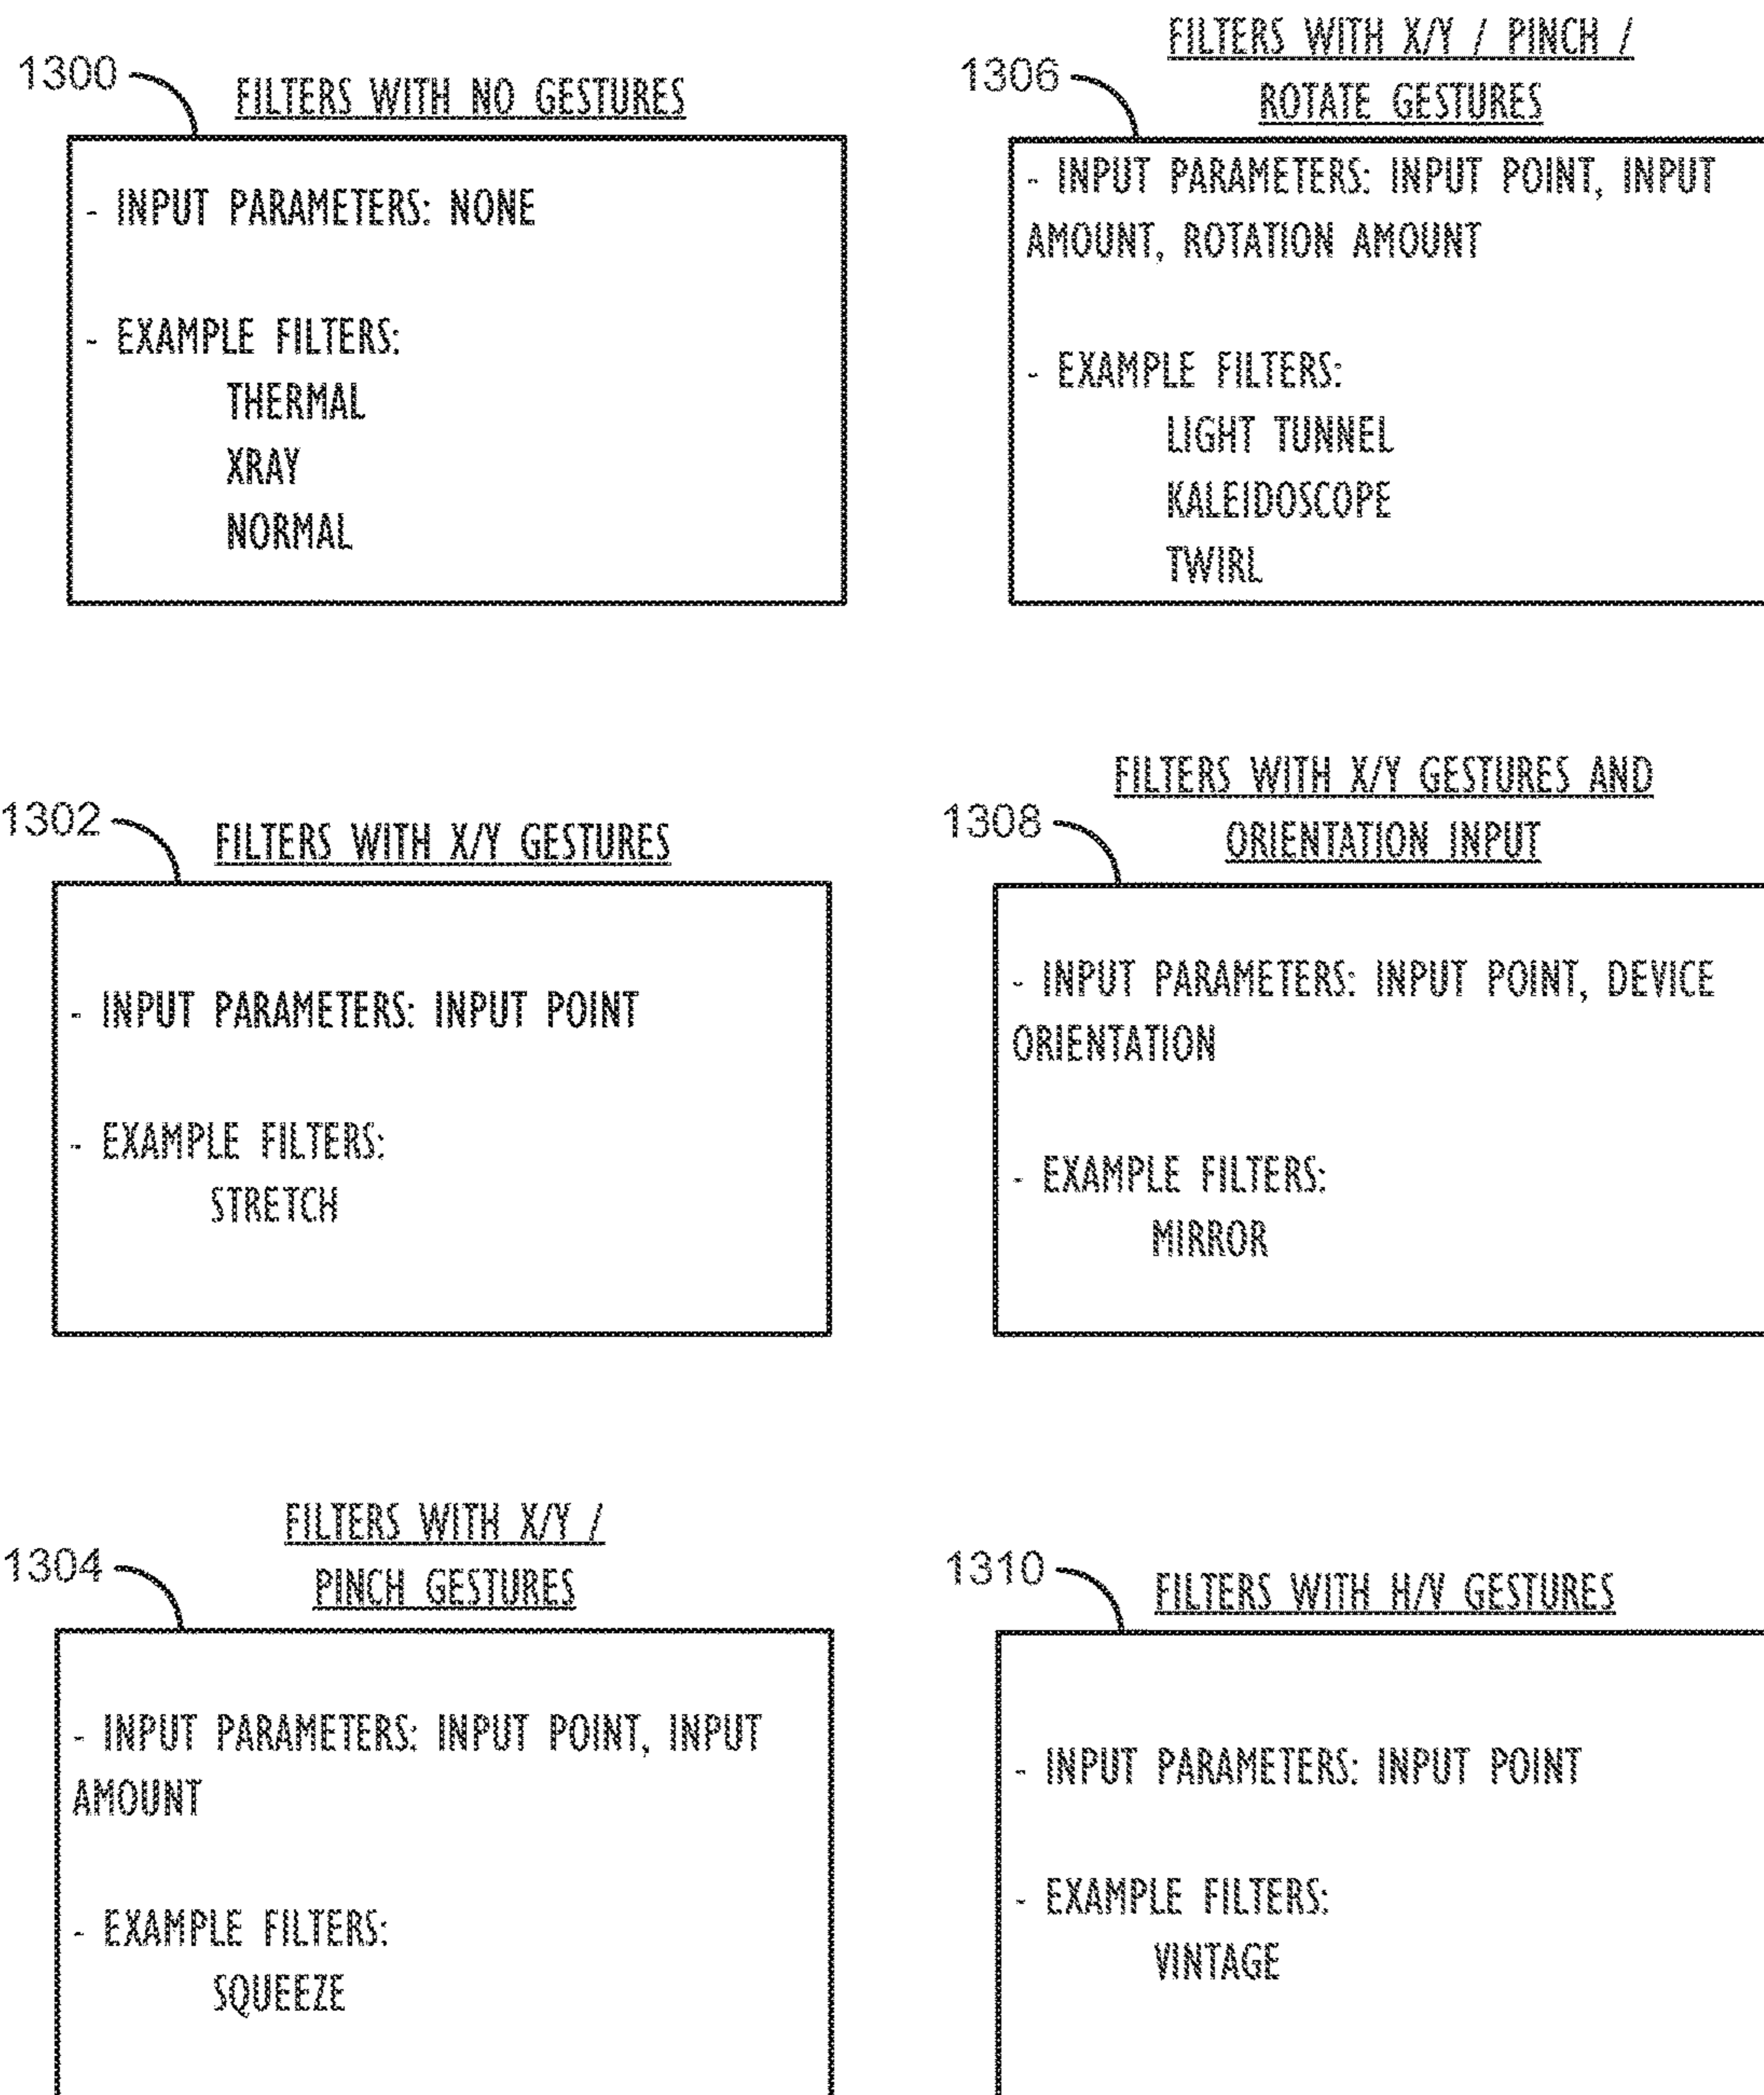 1300
FILTERS WITH NO GESTURES
- INPUT PARAMETERS: NONE
- EXAMPLE FILTERS:
THERMAL
XRAY
NORMAL
1306
FILTERS WITH X/Y / PINCH /
ROTATE GESTURES
- INPUT PARAMETERS: INPUT POINT, INPUT
AMOUNT, ROTATION AMOUNT
- EXAMPLE FILTERS:
LIGHT TUNNEL
KALEIDOSCOPE
TWIRL
1302
FILTERS WITH X/Y GESTURES
- INPUT PARAMETERS: INPUT POINT
- EXAMPLE FILTERS:
STRETCH
1308
FILTERS WITH X/Y GESTURES AND
ORIENTATION INPUT
- INPUT PARAMETERS: INPUT POINT, DEVICE
ORIENTATION
- EXAMPLE FILTERS:
MIRROR
1304
FILTERS WITH X/Y /
PINCH GESTURES
- INPUT PARAMETERS: INPUT POINT, INPUT
AMOUNT
- EXAMPLE FILTERS:
SQUEEZE
1310
FILTERS WITH H/V GESTURES
- INPUT PARAMETERS: INPUT POINT
- EXAMPLE FILTERS:
VINTAGE